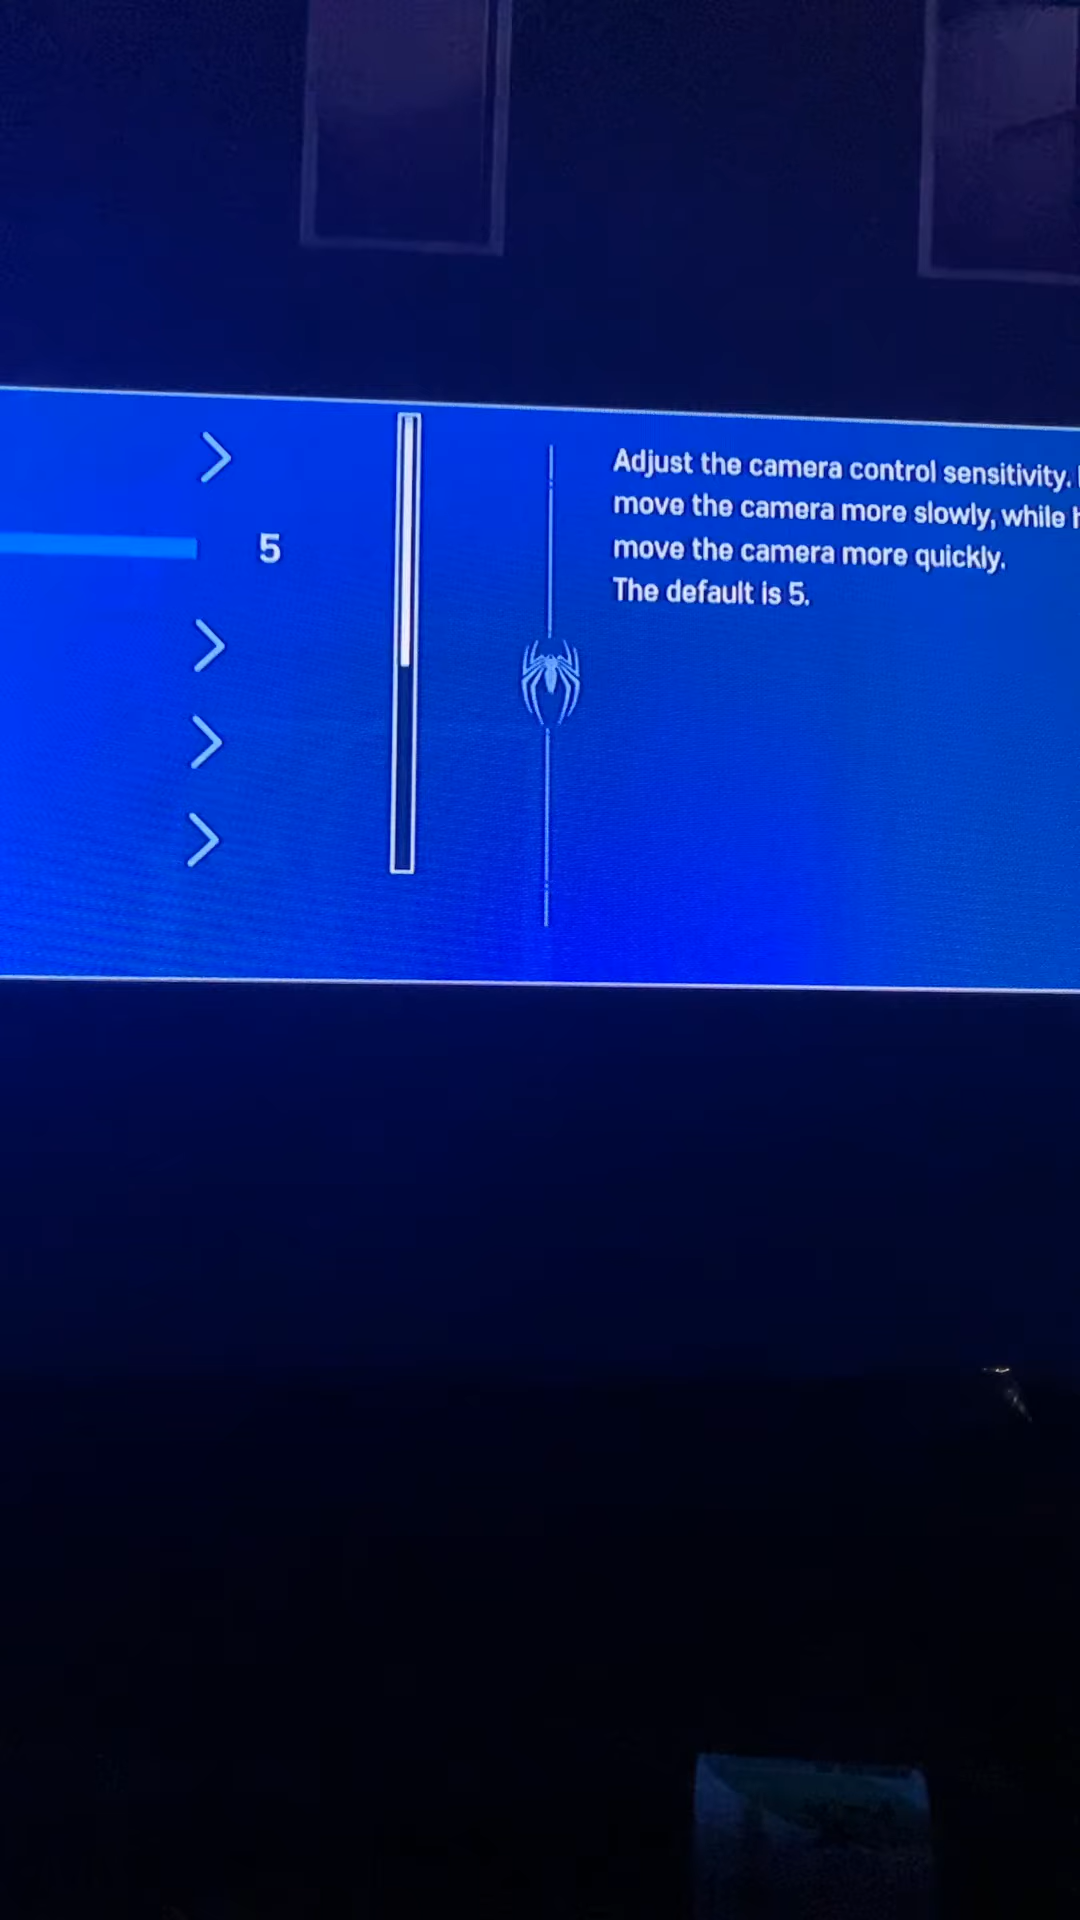 Adjust the camera control sensitivity.
move the camera more slowly, while
move the camera more quickly.
The default is 5.
5